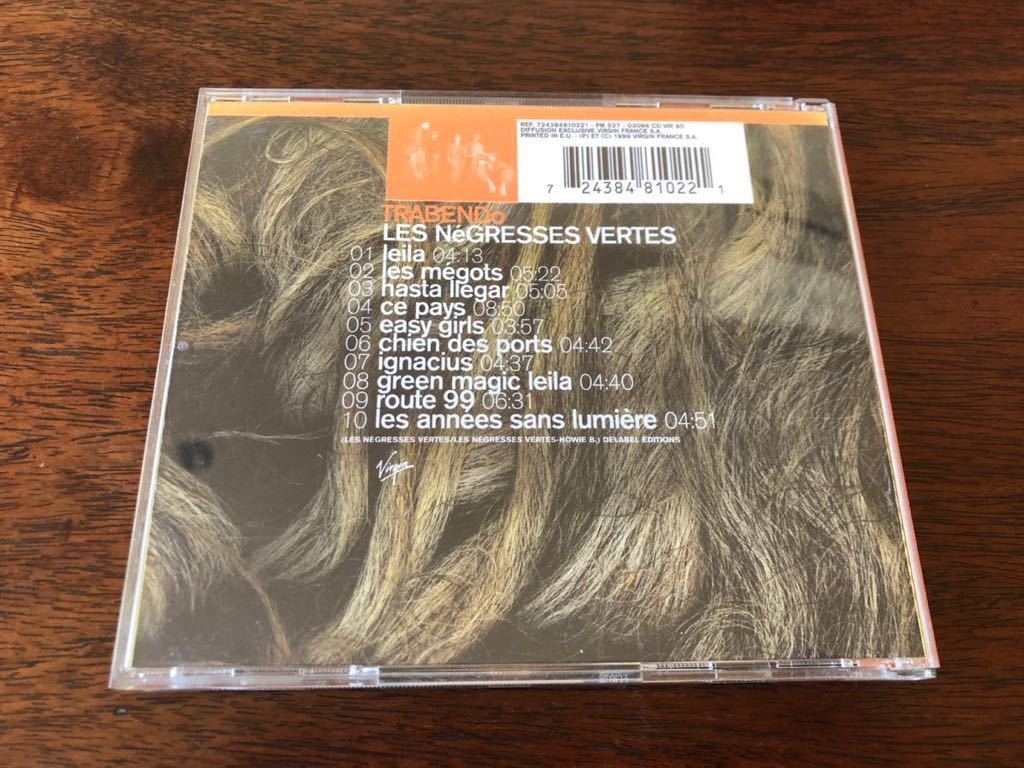 REF. 724384810221 - PM 527 - 03098 CD VIR 90
DIFFUSION EXCLUSIVE VIRGIN FRANCE S.A.
PRINTED IN E.U. - (P) ET (C) 1999 VIRGIN FRANCE S.A.
7 24384 81022 1
TRABENDo
LES NéGRESSES VERTES
01 leila 04:13
02 les mégots 05:22
03 hasta llegar 05:05
04 ce pays 08:50
05 easy girls 03:57
06 chien des ports 04:42
07 ignacius 04:37
08 green magic leila 04:40
09 route 99 06:31
10 les années sans lumière 04:51
(LES NÉGRESSES VERTES/LES NÉGRESSES VERTES-HOWIE B.) DELABEL ÉDITIONS
Virgin